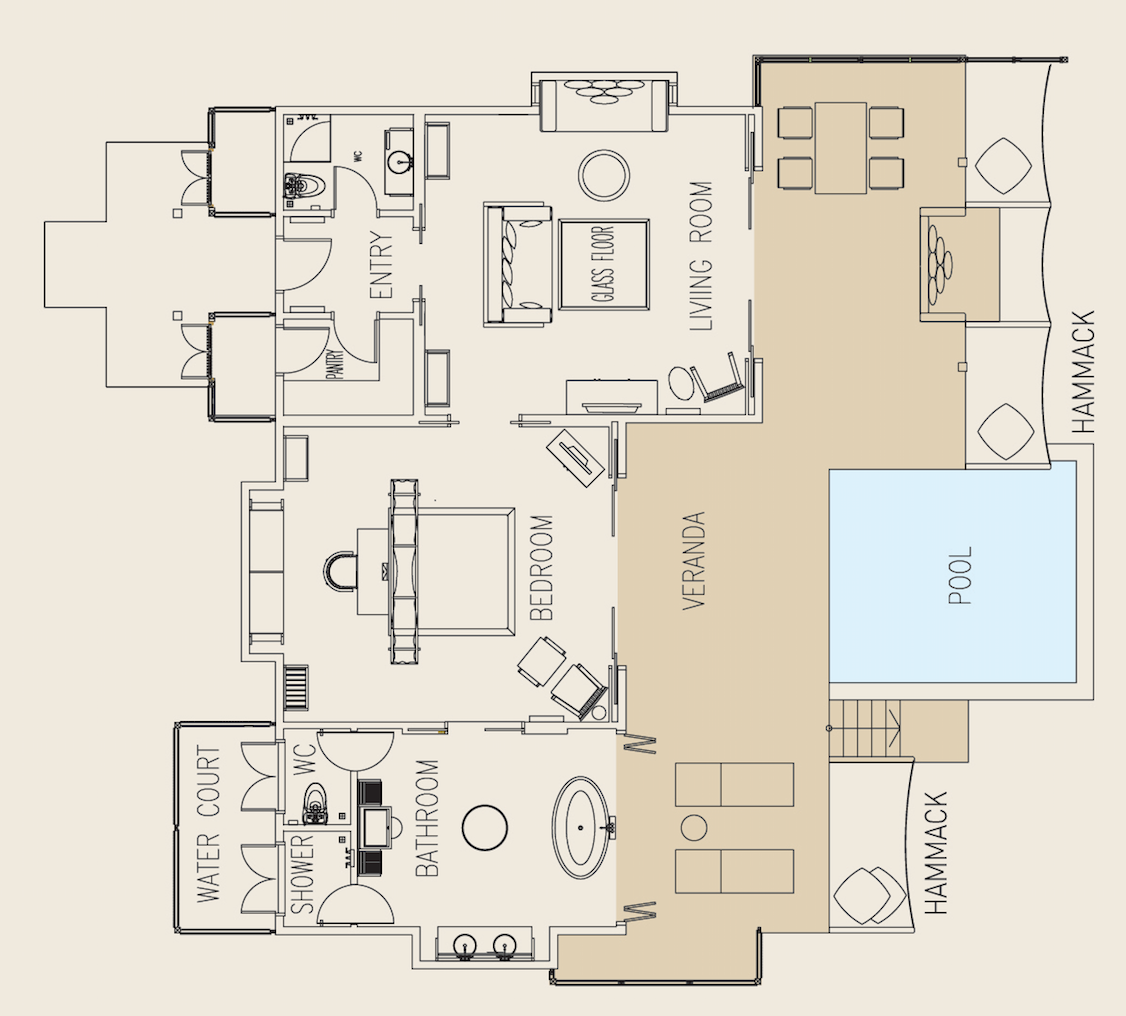 WC
ENTRY
PANTRY
GLASS FLOOR
LIVIING ROOM
HAMMACK
BEDROOM
VERANDA
POOL
WATER COURT
WC
SHOWER
BATHROOM
HAMMACK